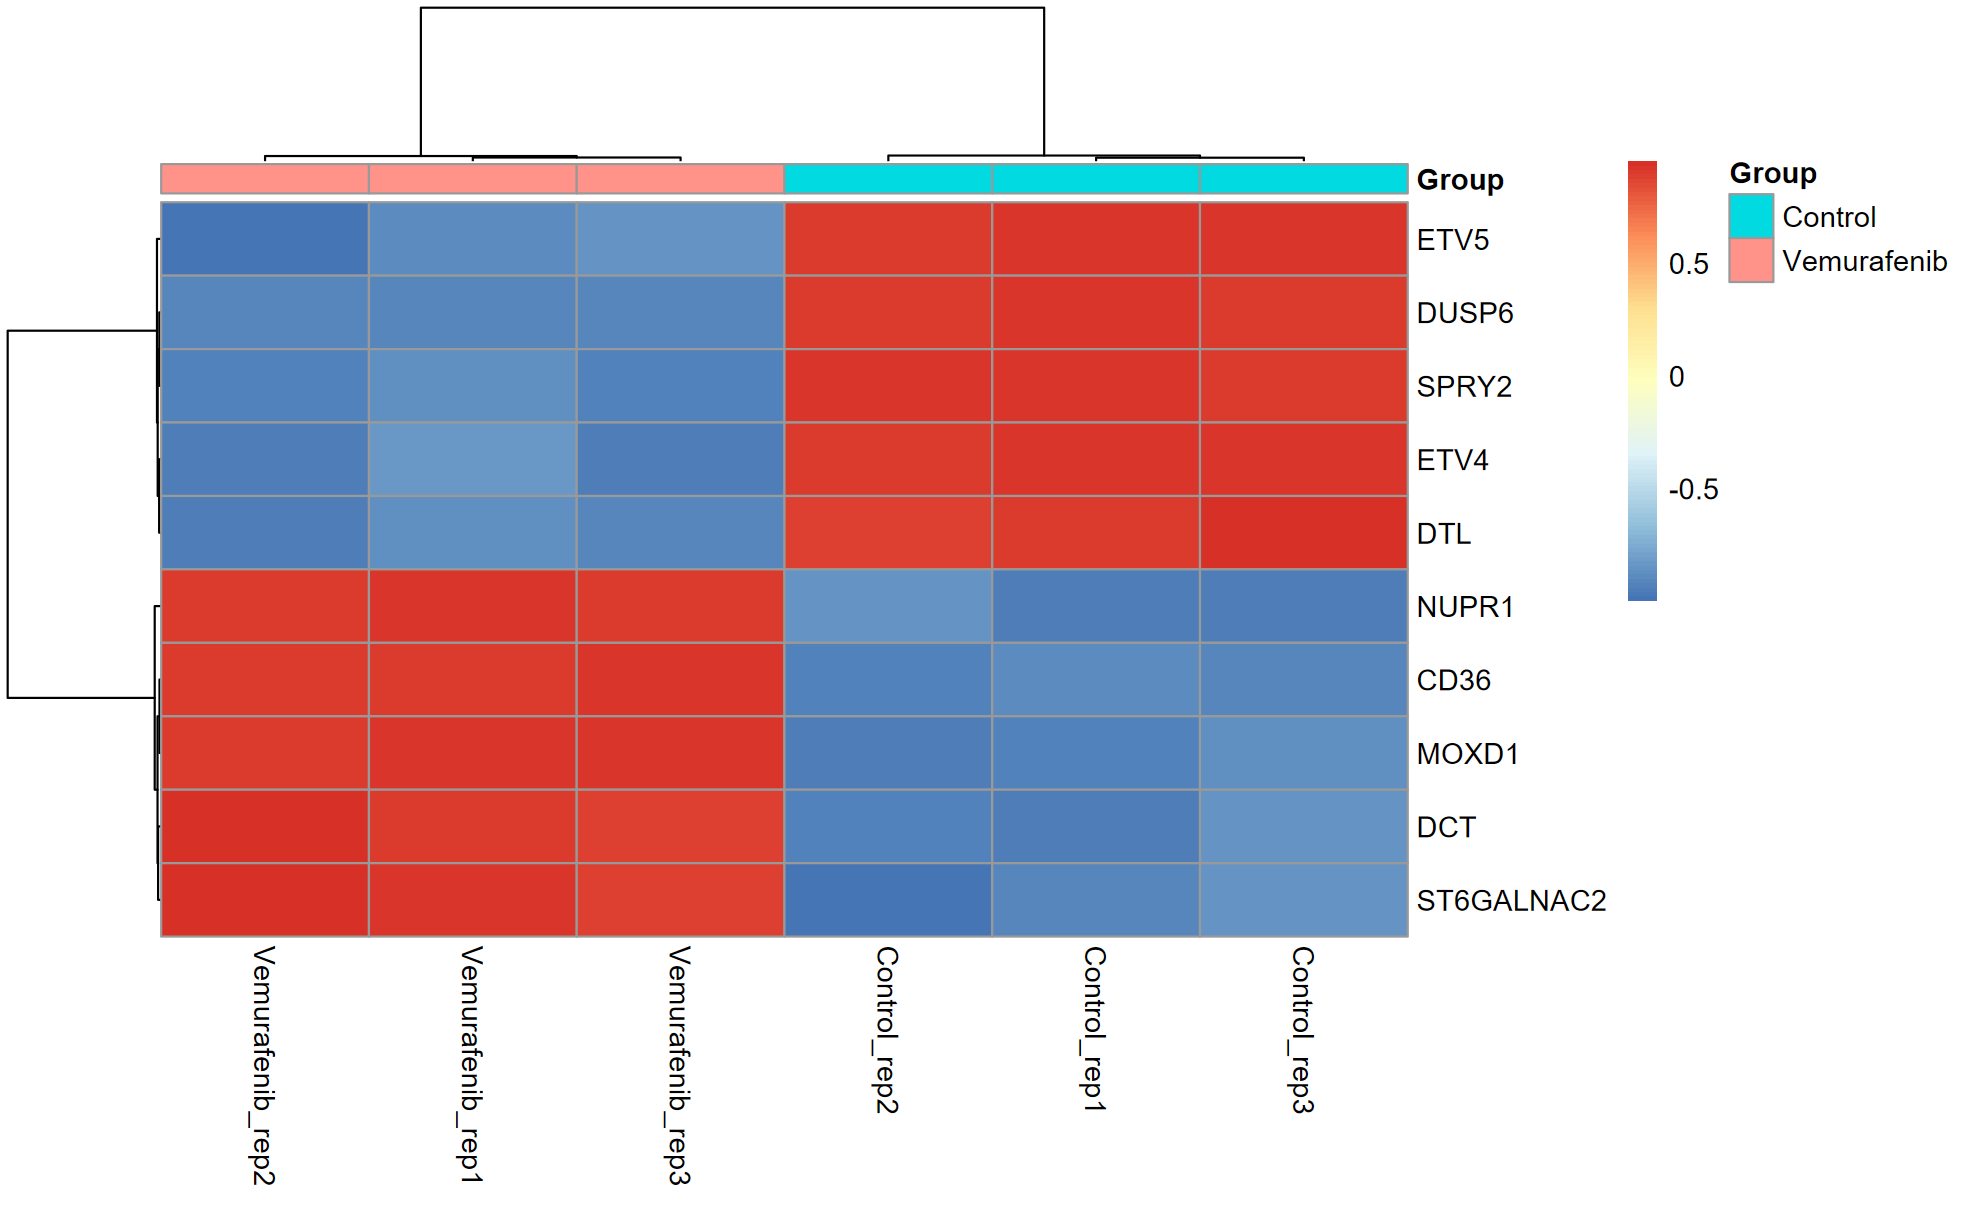 Group
ETV5
DUSP6
SPRY2
ETV4
DTL
NUPR1
CD36
MOXD1
DCT
ST6GALNAC2
Vemurafenib_rep2
Vemurafenib_rep1
Vemurafenib_rep3
Control_rep2
Control_rep1
Control_rep3
0.5
0
-0.5
Group
Control
Vemurafenib